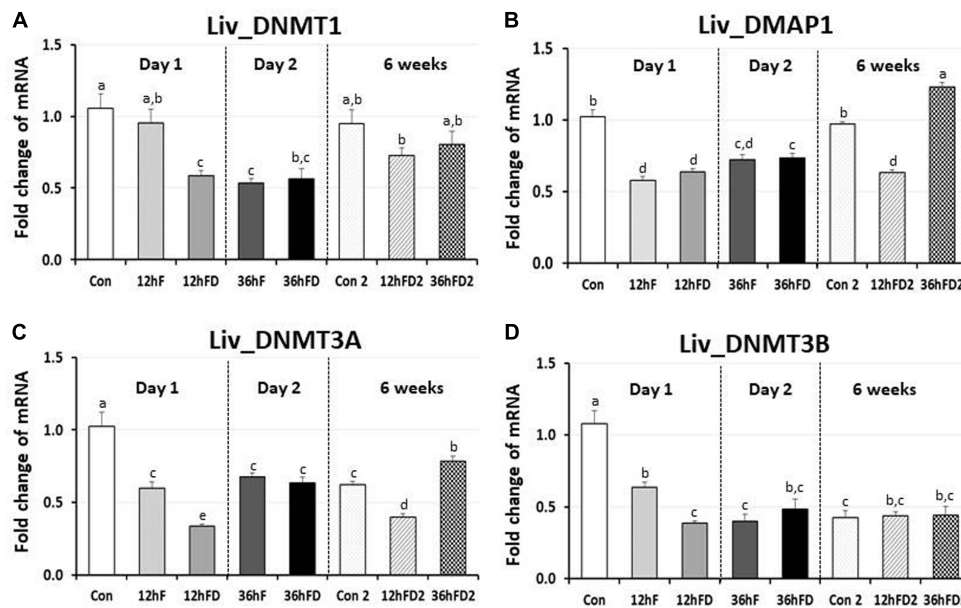 A
Liv_DNMT1
Fold change of mRNA
1.5
1.0
0.5
0.0
Day 1
Day 2
6 weeks
a
a,b
c
c
b,c
a,b
b
a,b
Con
12hF
12hFD
36hF
36hFD
Con 2
12hFD2
36hFD2
B
Liv_DMAP1
Fold change of mRNA
1.5
1.0
0.5
0.0
Day 1
Day 2
6 weeks
b
d
d
c,d
c
b
d
a
Con
12hF
12hFD
36hF
36hFD
Con 2
12hFD2
36hFD2
C
Liv_DNMT3A
Fold change of mRNA
1.5
1.0
0.5
0.0
Day 1
Day 2
6 weeks
a
c
e
c
c
c
d
b
Con
12hF
12hFD
36hF
36hFD
Con 2
12hFD2
36hFD2
D
Liv_DNMT3B
Fold change of mRNA
1.5
1.0
0.5
0.0
Day 1
Day 2
6 weeks
a
b
c
c
b,c
c
b,c
b,c
Con
12hF
12hFD
36hF
36hFD
Con 2
12hFD2
36hFD2